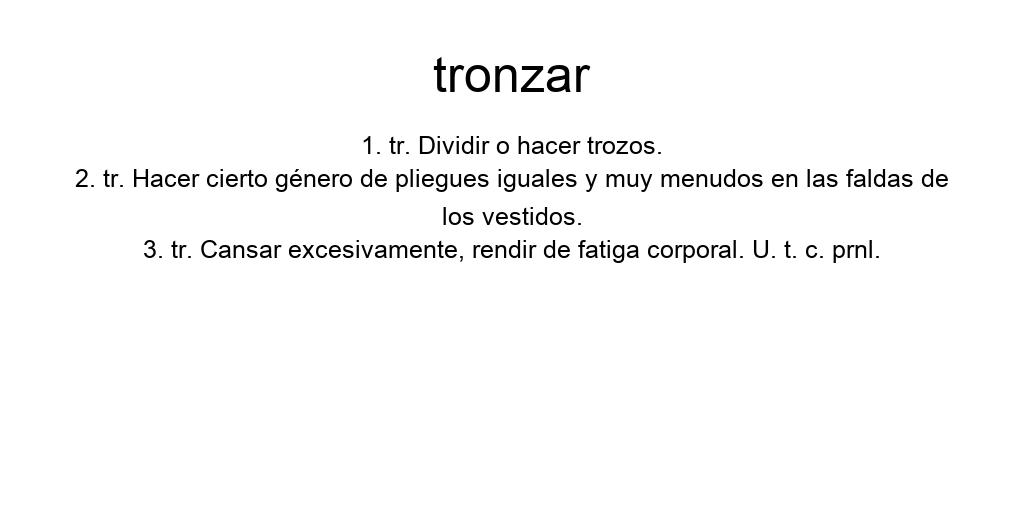 tronzar
1. tr. Dividir o hacer trozos.
2. tr. Hacer cierto género de pliegues iguales y muy menudos en las faldas de
los vestidos.
3. tr. Cansar excesivamente, rendir de fatiga corporal. U. t. c. prnl.